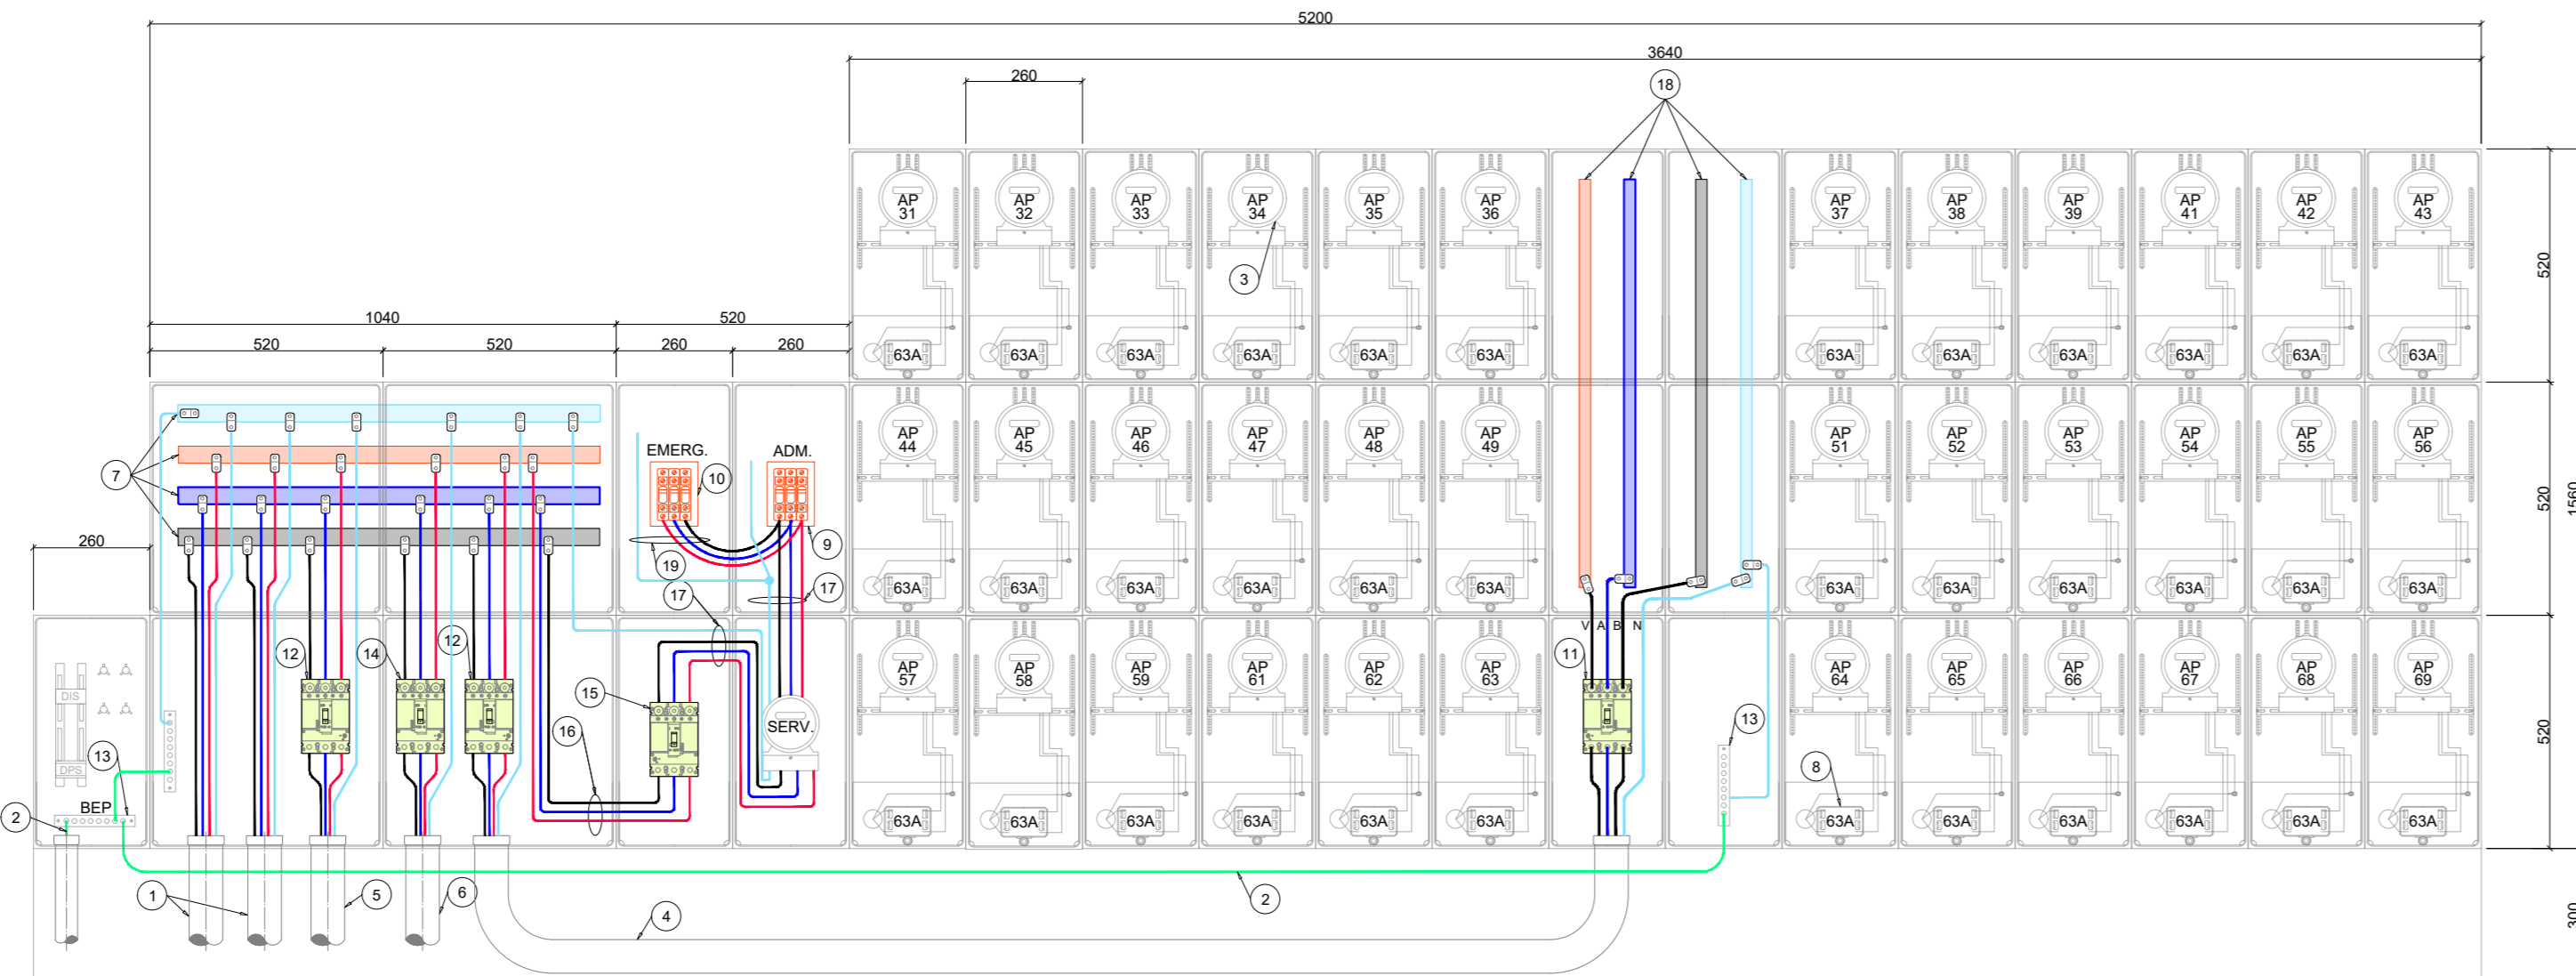 5200
3640
260
18
AP 31
AP 32
AP 33
AP 34
AP 35
AP 36
AP 37
AP 38
AP 39
AP 41
AP 42
AP 43
3
520
1040
520
520
520
260
260
63A
63A
63A
63A
63A
63A
63A
63A
63A
63A
63A
63A
7
EMERG.
10
ADM.
9
AP 44
AP 45
AP 46
AP 47
AP 48
AP 49
AP 51
AP 52
AP 53
AP 54
AP 55
AP 56
520
1560
260
19
17
17
63A
63A
63A
63A
63A
63A
63A
63A
63A
63A
63A
63A
V A B N
12
14
12
11
15
16
DIS
DPS
13
BEP
2
SERV.
AP 57
AP 58
AP 59
AP 61
AP 62
AP 63
AP 64
AP 65
AP 66
AP 67
AP 68
AP 69
13
8
520
63A
63A
63A
63A
63A
63A
63A
63A
63A
63A
63A
63A
1
5
6
4
2
300